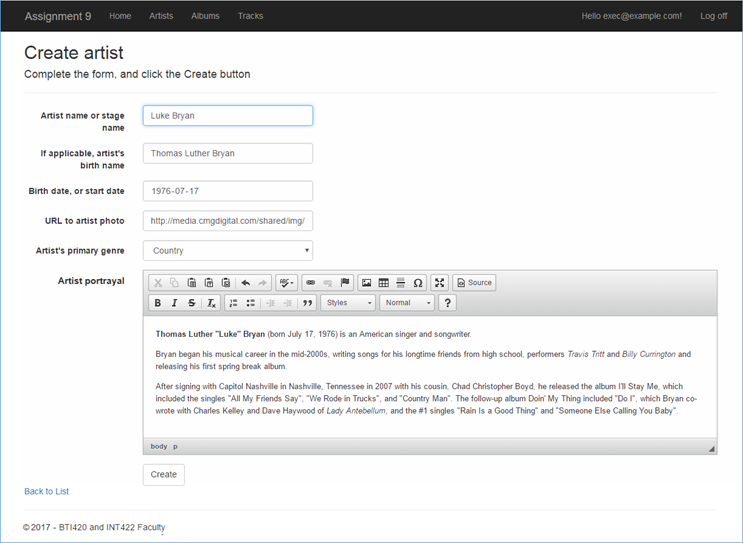 Assignment 9 Home Artists Albums Tracks Hello exec@example.com! Log off
Create artist
Complete the form, and click the Create button
Artist name or stage name
Luke Bryan
If applicable, artist's birth name
Thomas Luther Bryan
Birth date, or start date
1976-07-17
URL to artist photo
http://media.cmgdigital.com/shared/img/
Artist's primary genre
Country
Artist portrayal
Source
B I S Tx Styles Normal ?
Thomas Luther "Luke" Bryan (born July 17, 1976) is an American singer and songwriter.
Bryan began his musical career in the mid-2000s, writing songs for his longtime friends from high school, performers Travis Tritt and Billy Currington and
releasing his first spring break album.
After signing with Capitol Nashville in Nashville, Tennessee in 2007 with his cousin, Chad Christopher Boyd, he released the album I'll Stay Me, which
included the singles "All My Friends Say", "We Rode in Trucks", and "Country Man". The follow-up album Doin' My Thing included "Do I", which Bryan co-
wrote with Charles Kelley and Dave Haywood of Lady Antebellum, and the #1 singles "Rain Is a Good Thing" and "Someone Else Calling You Baby".
body p
Create
Back to List
© 2017 - BTI420 and INT422 Faculty